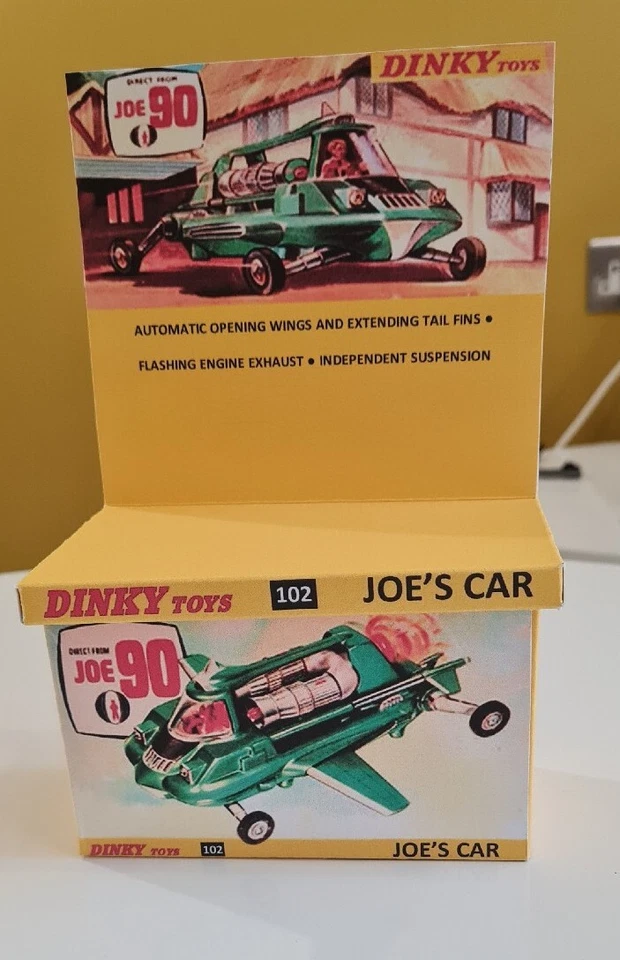 DINKY TOYS
DIRECT FROM
JOE 90
AUTOMATIC OPENING WINGS AND EXTENDING TAIL FINS •
FLASHING ENGINE EXHAUST • INDEPENDENT SUSPENSION
DINKY TOYS 102 JOE'S CAR
DIRECT FROM
JOE 90
DINKY TOYS 102 JOE'S CAR